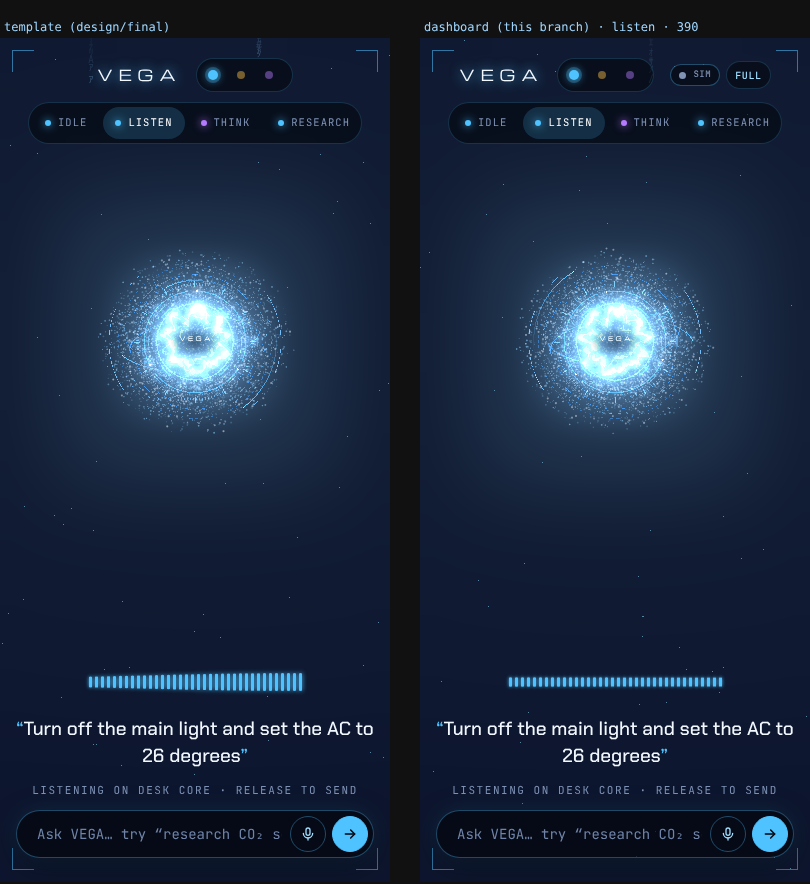 template (design/final)
VEGA
IDLE
LISTEN
THINK
RESEARCH
VEGA
“Turn off the main light and set the AC to
26 degrees”
LISTENING ON DESK CORE · RELEASE TO SEND
Ask VEGA… try “research CO₂ s
dashboard (this branch) · listen · 390
VEGA
SIM
FULL
IDLE
LISTEN
THINK
RESEARCH
VEGA
“Turn off the main light and set the AC to
26 degrees”
LISTENING ON DESK CORE · RELEASE TO SEND
Ask VEGA… try “research CO₂ s